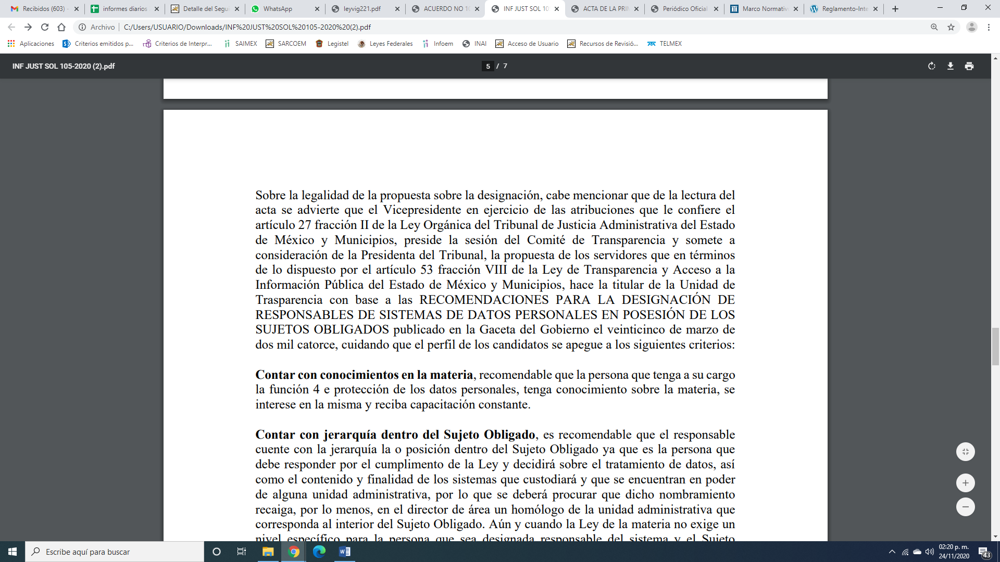 Recibidos (603) -
informes diarios
Detalle del Segui
WhatsApp
leyvig221.pdf
ACUERDO NO 10
INF JUST SOL 10
ACTA DE LA PRIM
Periódico Oficial
Marco Normativ
Reglamento-Inte
Archivo
C:/Users/USUARIO/Downloads/INF%20JUST%20SOL%20105-2020%20(2).pdf
Aplicaciones
Criterios emitidos p...
Criterios de Interpr...
SAIMEX
SARCOEM
Legistel
Leyes Federales
Infoem
INAI
Acceso de Usuario
Recursos de Revisió...
TELMEX
INF JUST SOL 105-2020 (2).pdf
5 / 7
Sobre la legalidad de la propuesta sobre la designación, cabe mencionar que de la lectura del
acta se advierte que el Vicepresidente en ejercicio de las atribuciones que le confiere el
artículo 27 fracción II de la Ley Orgánica del Tribunal de Justicia Administrativa del Estado
de México y Municipios, preside la sesión del Comité de Transparencia y somete a
consideración de la Presidenta del Tribunal, la propuesta de los servidores que en términos
de lo dispuesto por el artículo 53 fracción VIII de la Ley de Transparencia y Acceso a la
Información Pública del Estado de México y Municipios, hace la titular de la Unidad de
Trasparencia con base a las RECOMENDACIONES PARA LA DESIGNACIÓN DE
RESPONSABLES DE SISTEMAS DE DATOS PERSONALES EN POSESIÓN DE LOS
SUJETOS OBLIGADOS publicado en la Gaceta del Gobierno el veinticinco de marzo de
dos mil catorce, cuidando que el perfil de los candidatos se apegue a los siguientes criterios:
Contar con conocimientos en la materia, recomendable que la persona que tenga a su cargo
la función 4 e protección de los datos personales, tenga conocimiento sobre la materia, se
interese en la misma y reciba capacitación constante.
Contar con jerarquía dentro del Sujeto Obligado, es recomendable que el responsable
cuente con la jerarquía la o posición dentro del Sujeto Obligado ya que es la persona que
debe responder por el cumplimento de la Ley y decidirá sobre el tratamiento de datos, así
como el contenido y finalidad de los sistemas que custodiará y que se encuentran en poder
de alguna unidad administrativa, por lo que se deberá procurar que dicho nombramiento
recaiga, por lo menos, en el director de área un homólogo de la unidad administrativa que
corresponda al interior del Sujeto Obligado. Aún y cuando la Ley de la materia no exige un
nivel específico para la persona que sea designada responsable del sistema y el Sujeto
Escribe aquí para buscar
02:20 p. m.
24/11/2020
43